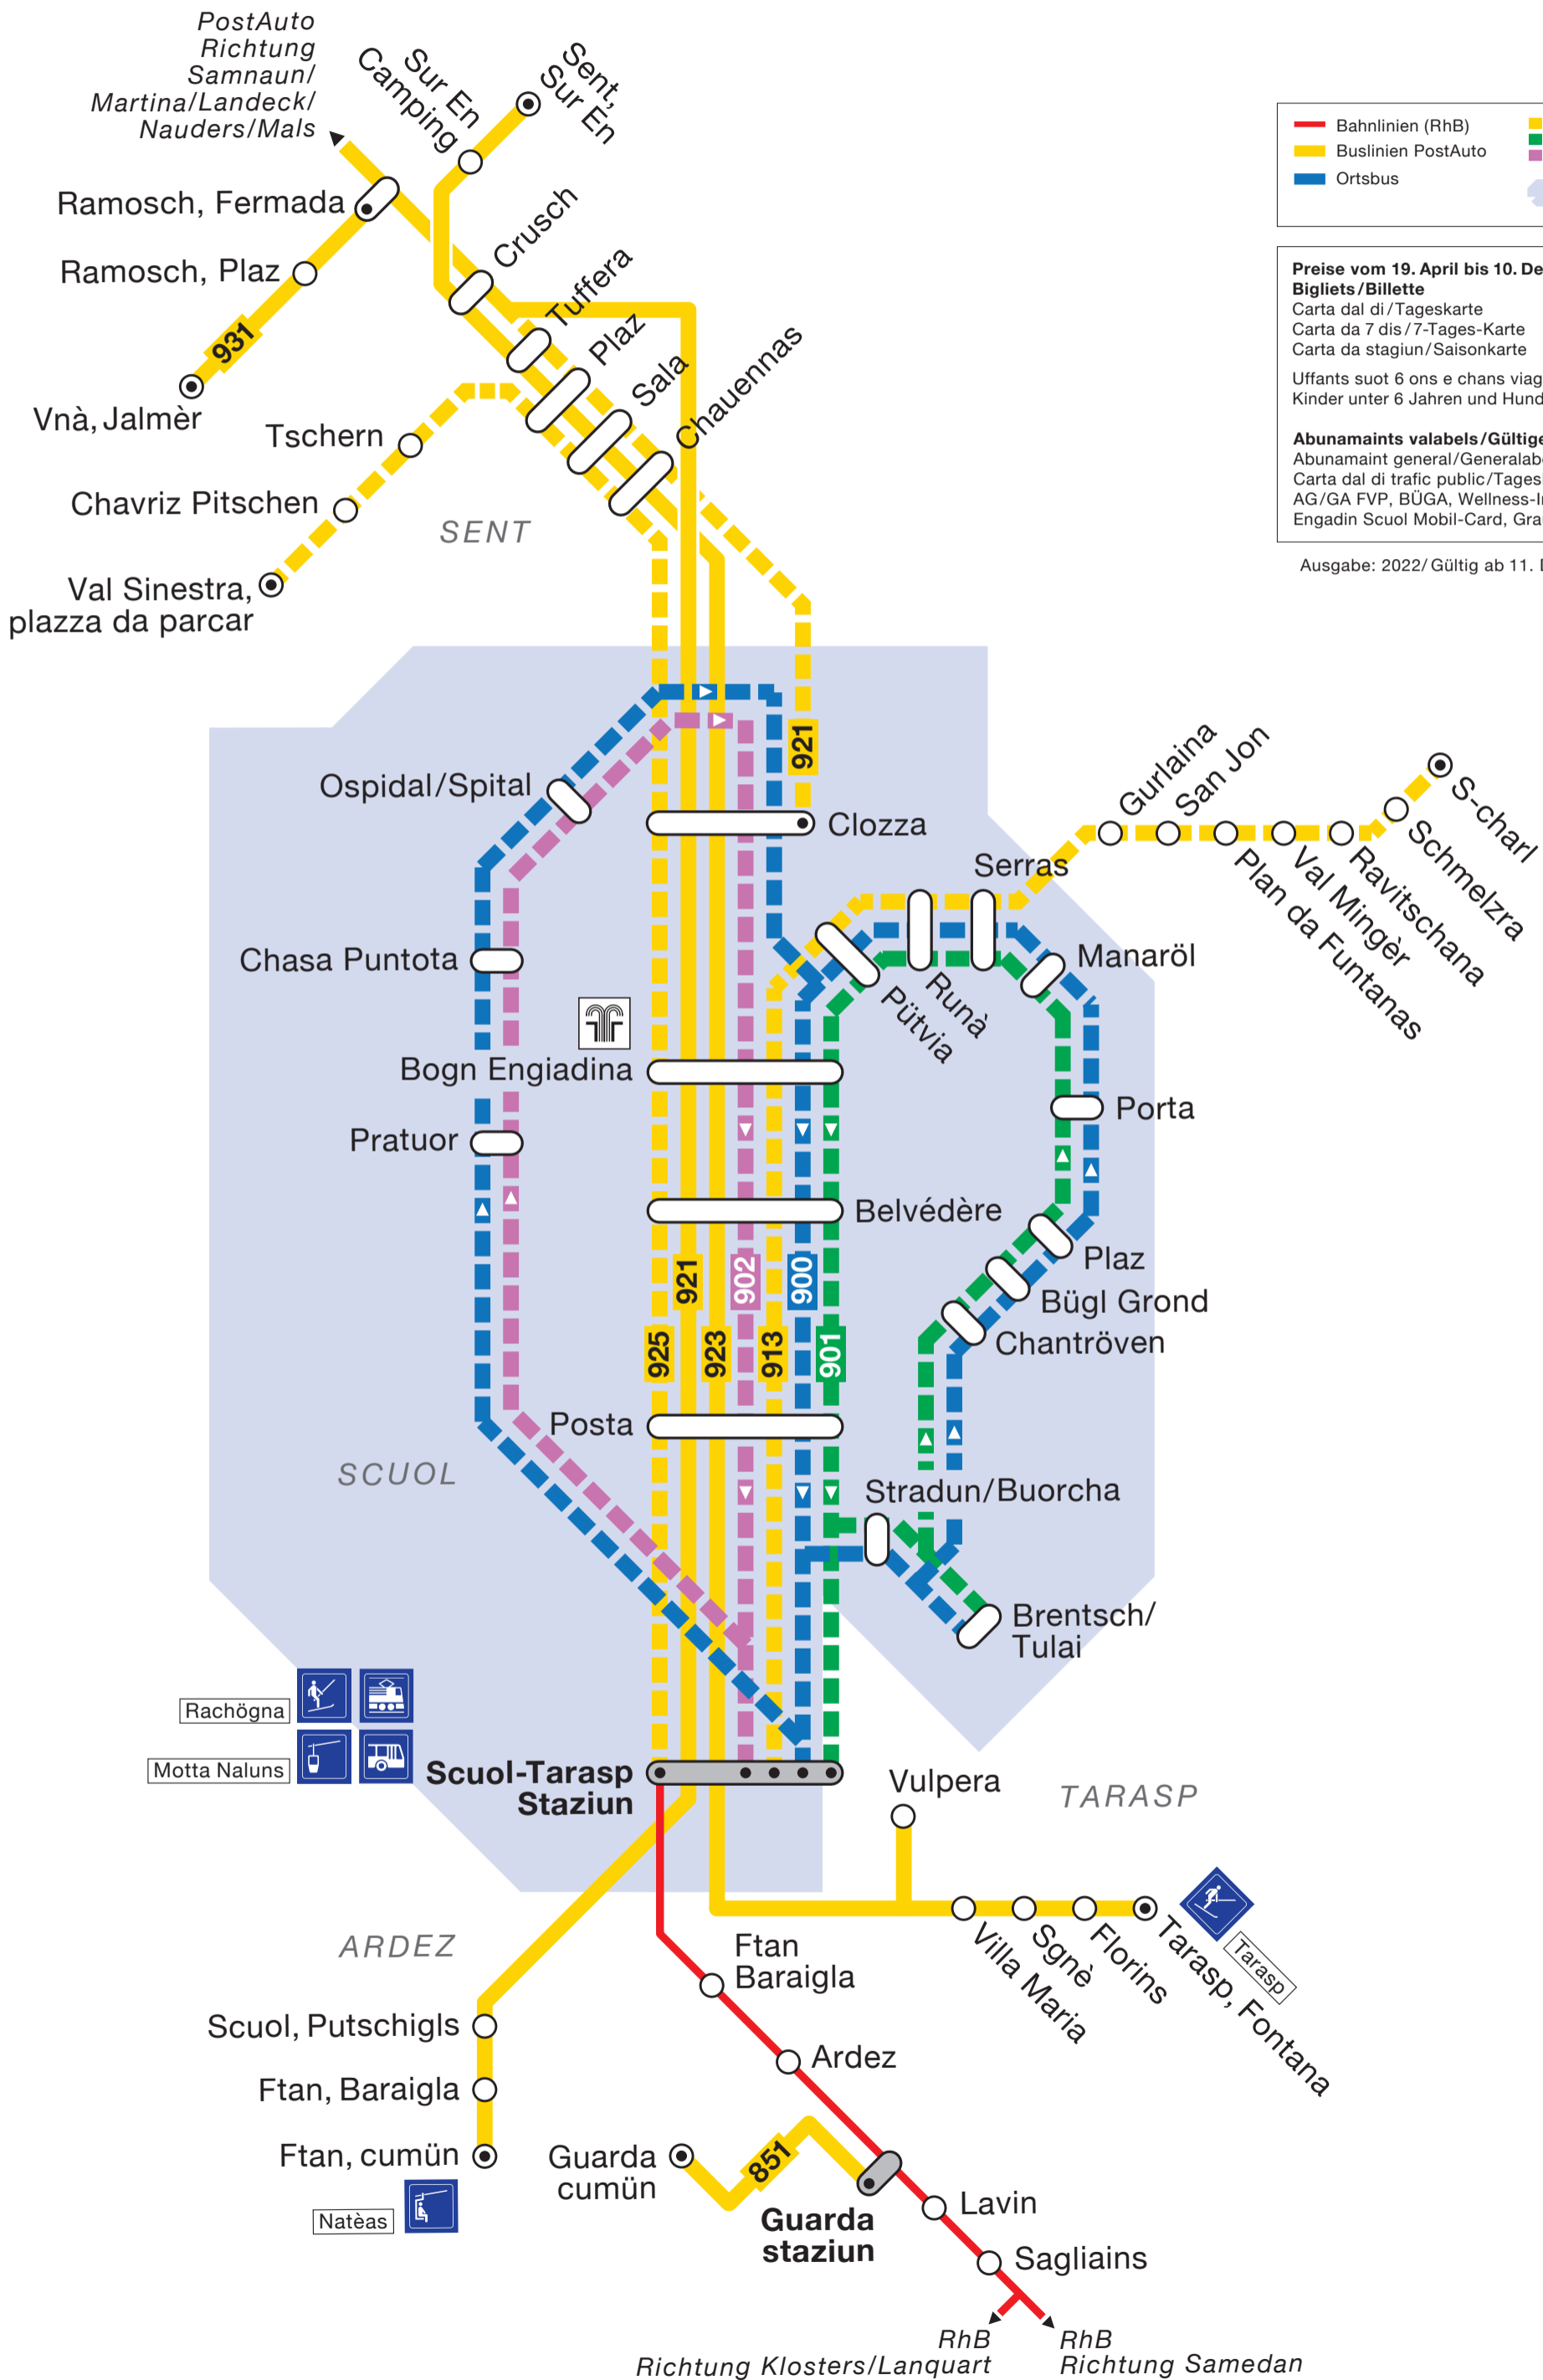 PostAuto
Richtung
Samnaun/
Martina/Landeck/
Nauders/Mals
Sur En
Camping
Sent,
Sur En
Ramosch, Fermada
Ramosch, Plaz
931
Vnà, Jalmèr
Crusch
Tuffera
Plaz
Sala
Chauennas
Tschern
Chavriz Pitschen
Val Sinestra,
plazza da parcar
SENT
Bahnlinien (RhB)
Buslinien PostAuto
Ortsbus
Preise vom 19. April bis 10. De
Bigliets/Billette
Carta dal di/Tageskarte
Carta da 7 dis/7-Tages-Karte
Carta da stagiun/Saisonkarte
Uffants suot 6 ons e chans viag
Kinder unter 6 Jahren und Hund
Abunamaints valabels/Gültige
Abunamaint general/Generalab
Carta dal di trafic public/Tages
AG/GA FVP, BÜGA, Wellness-I
Engadin Scuol Mobil-Card, Gra
Ausgabe: 2022/Gültig ab 11. D
921
Ospidal/Spital
Clozza
Gurlaina
San Jon
Plan da Funtanas
Val Mingèr
Ravitschana
Schmelzra
S-charl
Serras
Runà
Pütvia
Manaröl
Chasa Puntota
Bogn Engiadina
Pratuor
Porta
Belvédère
Plaz
Bügl Grond
Chantröven
921
902
900
925
923
913
901
Posta
SCUOL
Stradun/Buorcha
Brentsch/
Tulai
Rachögna
Motta Naluns
Scuol-Tarasp
Staziun
Vulpera
TARASP
Villa Maria
Sgnè
Florins
Tarasp, Fontana
Tarasp
ARDEZ
Ftan
Baraigla
Scuol, Putschigls
Ardez
Ftan, Baraigla
Ftan, cumün
Natèas
Guarda
cumün
851
Guarda
staziun
Lavin
Sagliains
RhB
Richtung Klosters/Lanquart
RhB
Richtung Samedan